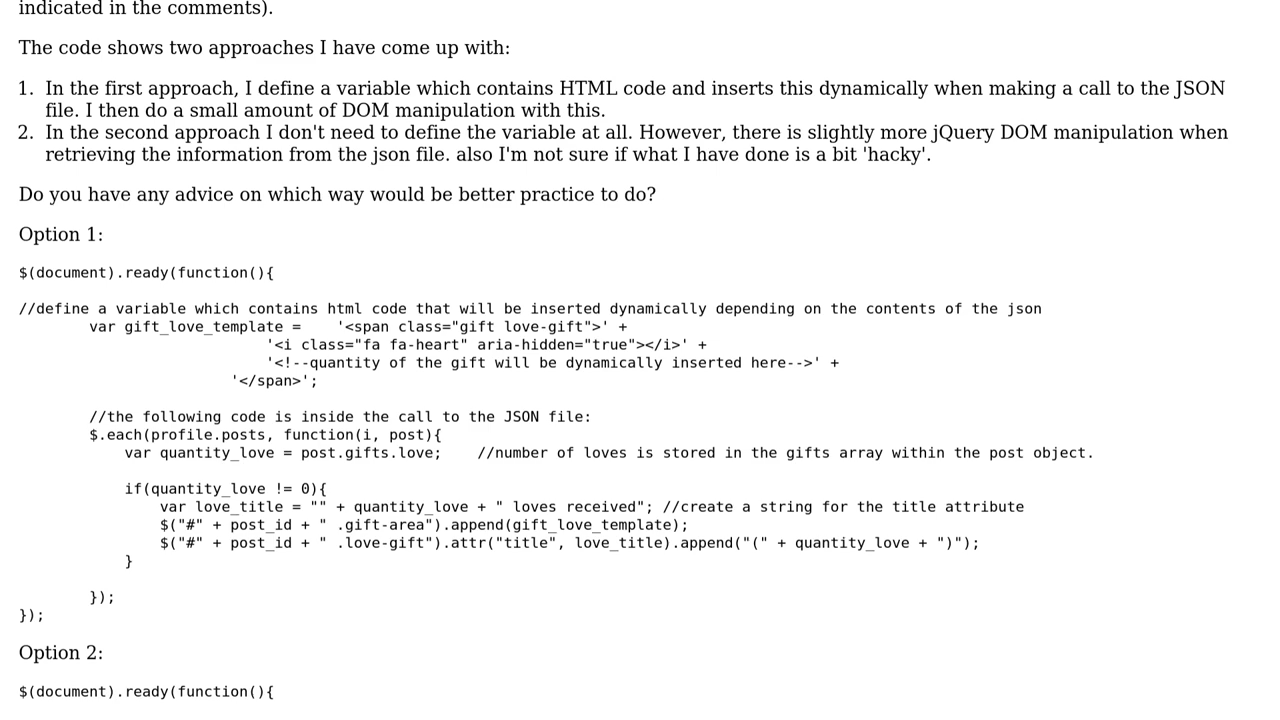 indicated in the comments).
The code shows two approaches I have come up with:
1. In the first approach, I define a variable which contains HTML code and inserts this dynamically when making a call to the JSON
file. I then do a small amount of DOM manipulation with this.
2. In the second approach I don't need to define the variable at all. However, there is slightly more jQuery DOM manipulation when
retrieving the information from the json file. also I'm not sure if what I have done is a bit 'hacky'.
Do you have any advice on which way would be better practice to do?
Option 1:
$(document).ready(function(){
//define a variable which contains html code that will be inserted dynamically depending on the contents of the json
        var gift_love_template =    '<span class="gift love-gift">' +
                            '<i class="fa fa-heart" aria-hidden="true"></i>' +
                            '<!--quantity of the gift will be dynamically inserted here-->' +
                        '</span>';
        //the following code is inside the call to the JSON file:
        $.each(profile.posts, function(i, post){
            var quantity_love = post.gifts.love;    //number of loves is stored in the gifts array within the post object.
            if(quantity_love != 0){
                var love_title = "" + quantity_love + " loves received"; //create a string for the title attribute
                $("#" + post_id + " .gift-area").append(gift_love_template);
                $("#" + post_id + " .love-gift").attr("title", love_title).append("(" + quantity_love + ")");
            }
        });
});
Option 2:
$(document).ready(function(){